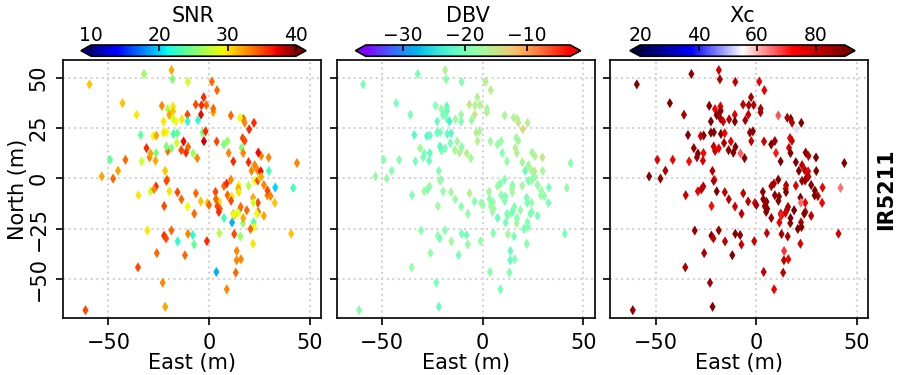 SNR DBV Xc
10 20 30 40 −30 −20 −10 20 40 60 80
50
25
0
−25
−50
North (m)
IR5211
−50 0 50 −50 0 50 −50 0 50
East (m) East (m) East (m)